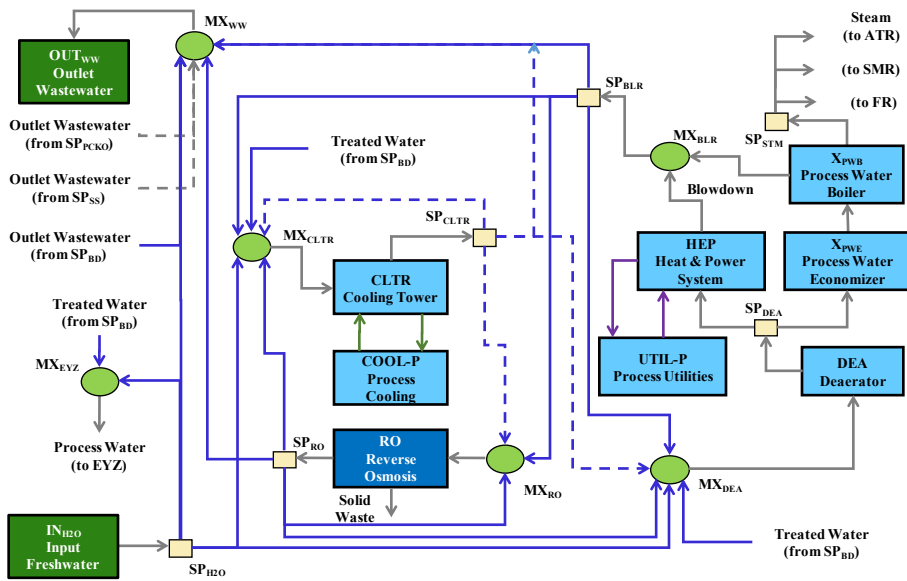 MXWW
Steam
(to ATR)
OUTWW
Outlet
Wastewater
(to SMR)
SPBLR
(to FR)
Outlet Wastewater
(from SPPCKO)
Treated Water
(from SPBD)
MXBLR
SPSTM
Outlet Wastewater
(from SPSS)
Blowdown
XPWB
Process Water
Boiler
SPCLTR
MXCLTR
Outlet Wastewater
(from SPBD)
CLTR
Cooling Tower
HEP
Heat & Power
System
XPWE
Process Water
Economizer
Treated Water
(from SPBD)
SPDEA
MXEYZ
COOL-P
Process
Cooling
UTIL-P
Process Utilities
DEA
Deaerator
Process Water
(to EYZ)
SPRO
RO
Reverse
Osmosis
MXRO
MXDEA
Solid
Waste
INH2O
Input
Freshwater
SPH2O
Treated Water
(from SPBD)